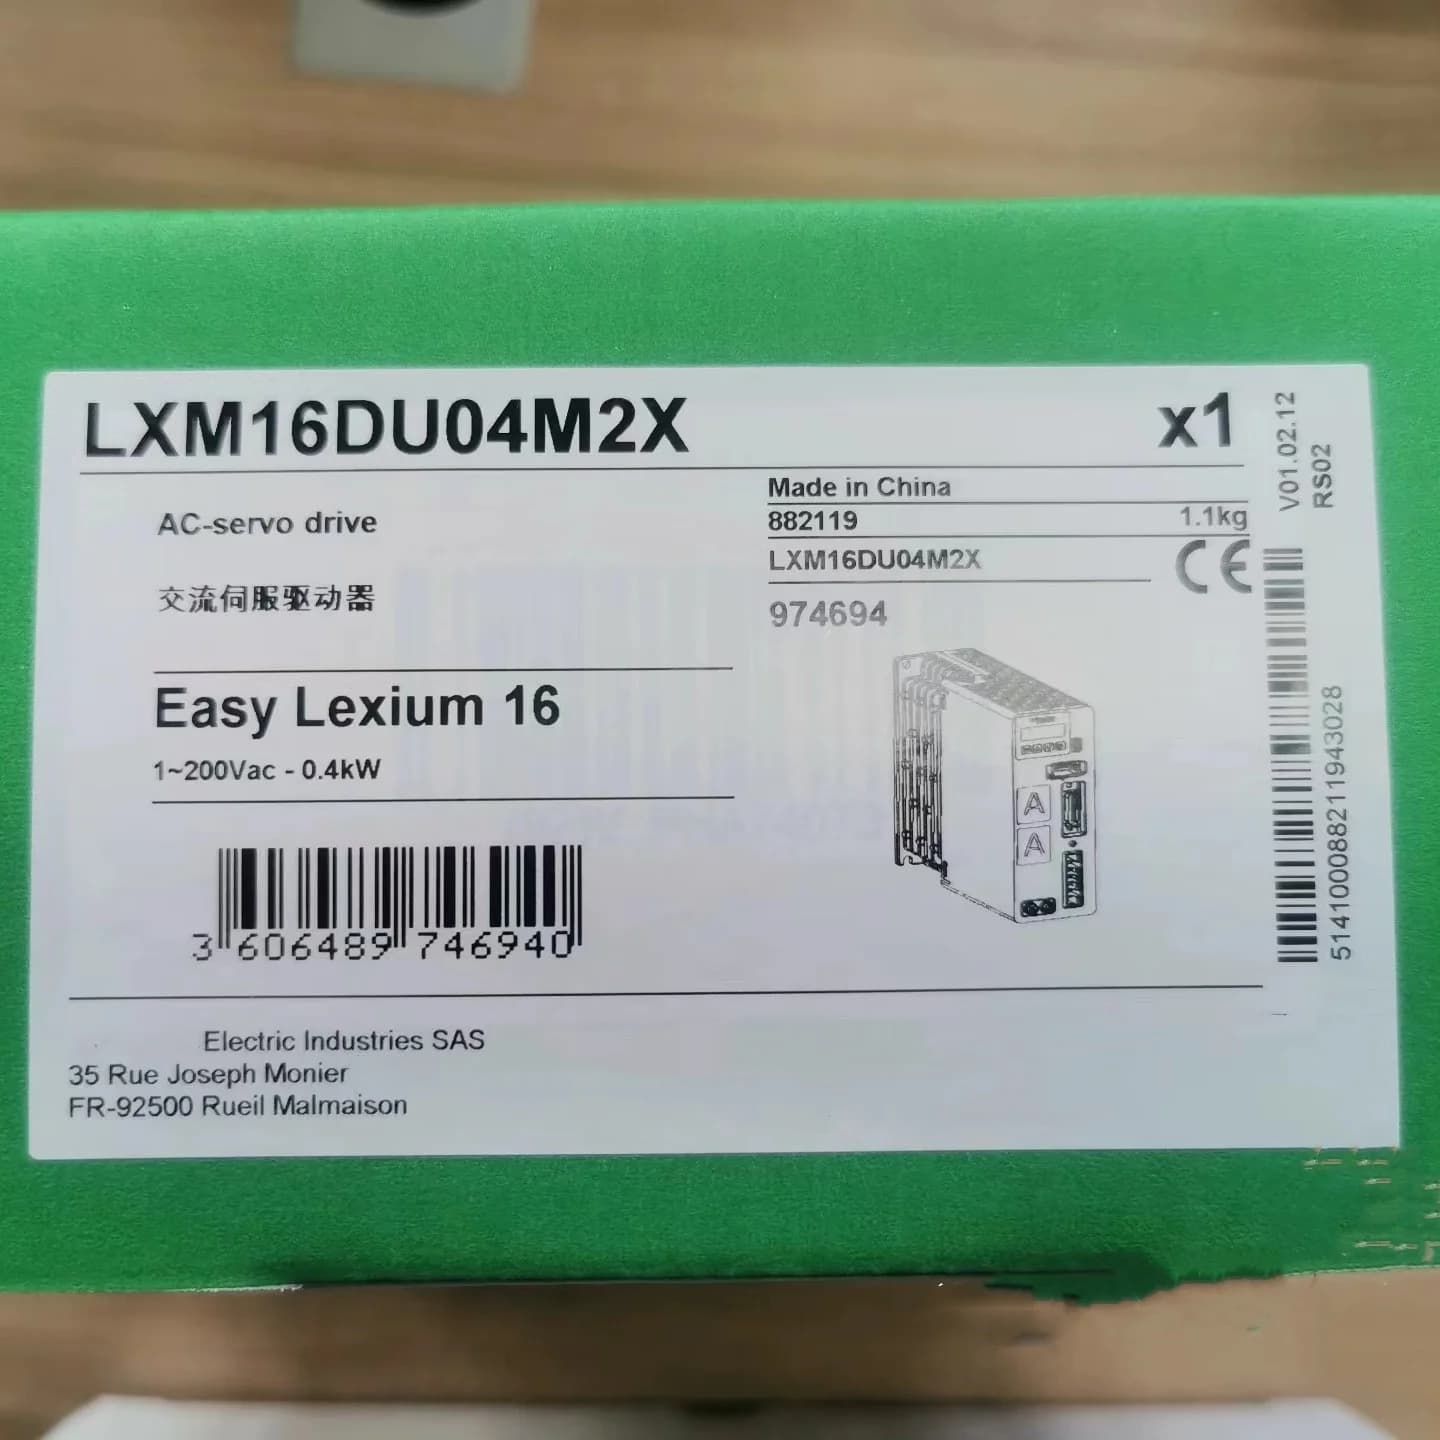 LXM16DU04M2X
x1
V01.02.12
RS02
AC-servo drive
交流伺服驱动器
Made in China
882119
1.1kg
LXM16DU04M2X
CE
974694
Easy Lexium 16
1~200Vac - 0.4kW
A
A
3 606489 746940
514100088211943028
Electric Industries SAS
35 Rue Joseph Monier
FR-92500 Rueil Malmaison